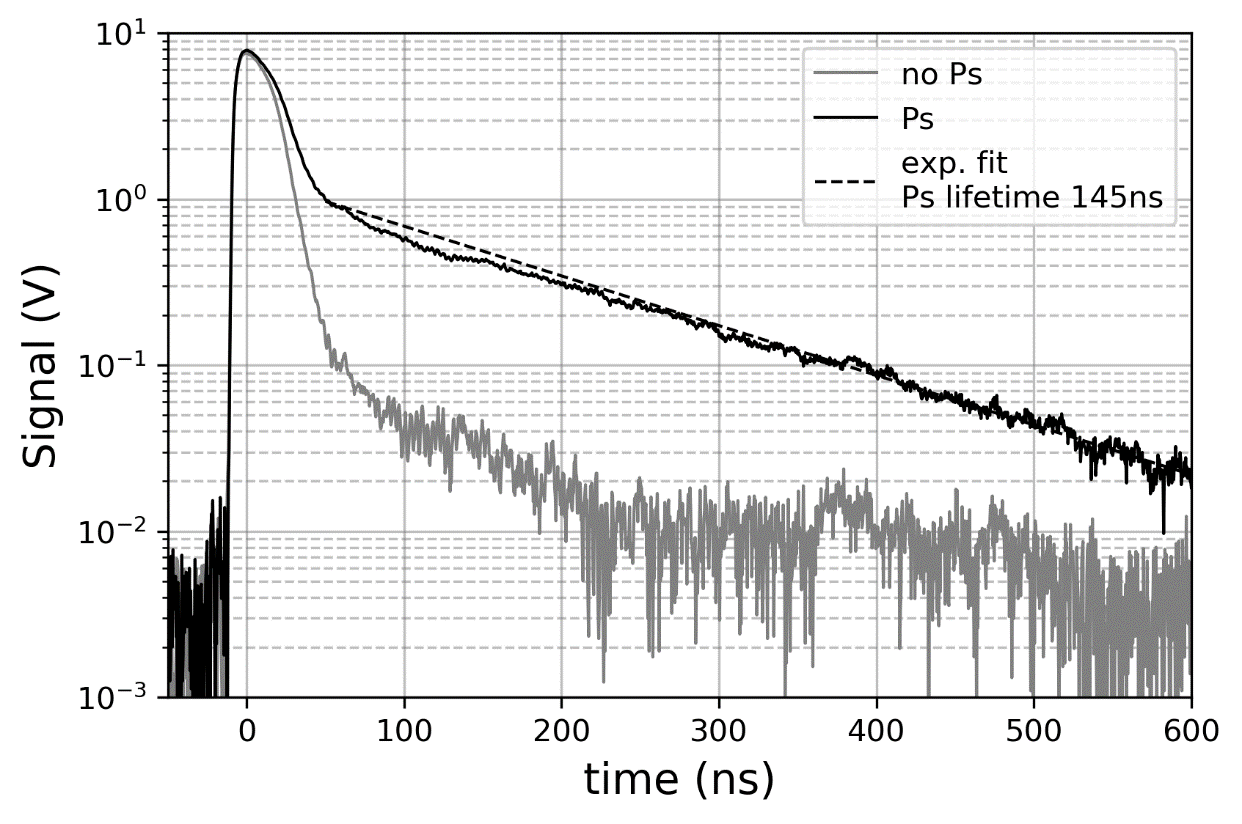 10¹
10⁰
10⁻¹
10⁻²
10⁻³
Signal (V)
no Ps
Ps
exp. fit
Ps lifetime 145ns
0 100 200 300 400 500 600
time (ns)